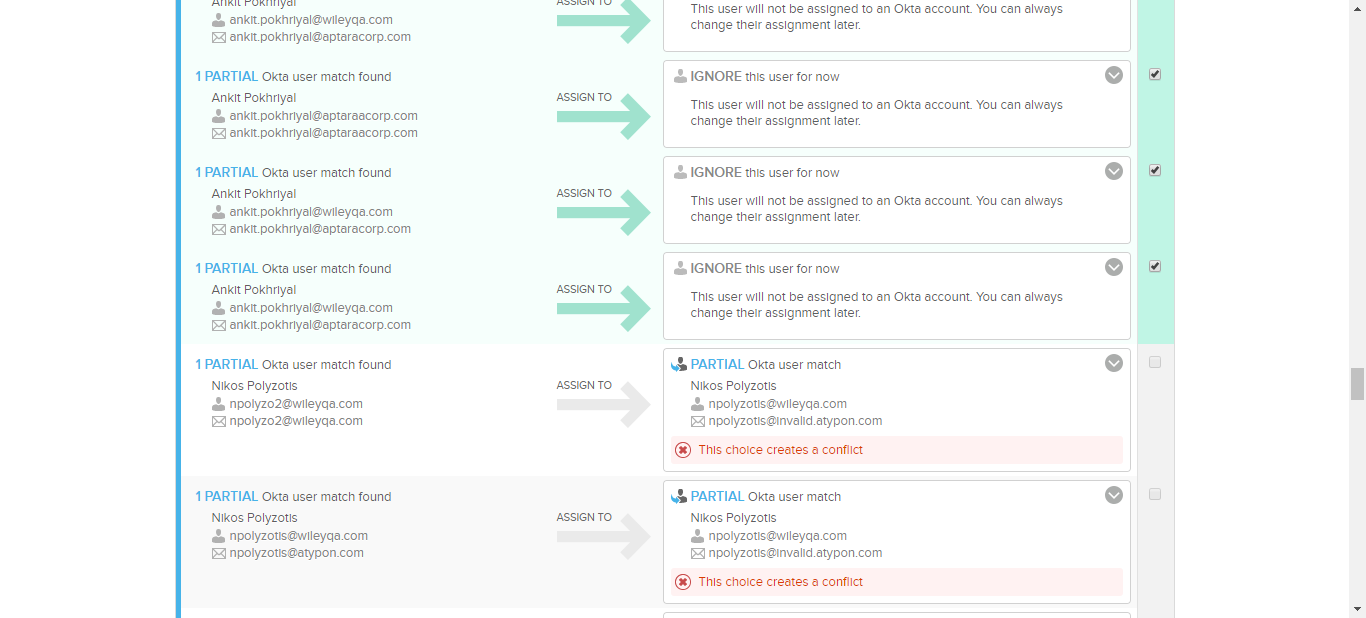 Ankit Pokhriyal
ankit.pokhriyal@wileyqa.com
ankit.pokhriyal@aptaracorp.com
ASSIGN TO
This user will not be assigned to an Okta account. You can always
change their assignment later.
1 PARTIAL Okta user match found
Ankit Pokhriyal
ankit.pokhriyal@aptaraacorp.com
ankit.pokhriyal@aptaraacorp.com
ASSIGN TO
IGNORE this user for now
This user will not be assigned to an Okta account. You can always
change their assignment later.
1 PARTIAL Okta user match found
Ankit Pokhriyal
ankit.pokhriyal@wileyqa.com
ankit.pokhriyal@aptaracorp.com
ASSIGN TO
IGNORE this user for now
This user will not be assigned to an Okta account. You can always
change their assignment later.
1 PARTIAL Okta user match found
Ankit Pokhriyal
ankit.pokhriyal@wileyqa.com
ankit.pokhriyal@aptaracorp.com
ASSIGN TO
IGNORE this user for now
This user will not be assigned to an Okta account. You can always
change their assignment later.
1 PARTIAL Okta user match found
Nikos Polyzotis
npolyzo2@wileyqa.com
npolyzo2@wileyqa.com
ASSIGN TO
PARTIAL Okta user match
Nikos Polyzotis
npolyzotis@wileyqa.com
npolyzotis@invalid.atypon.com
This choice creates a conflict
1 PARTIAL Okta user match found
Nikos Polyzotis
npolyzotis@wileyqa.com
npolyzotis@atypon.com
ASSIGN TO
PARTIAL Okta user match
Nikos Polyzotis
npolyzotis@wileyqa.com
npolyzotis@invalid.atypon.com
This choice creates a conflict